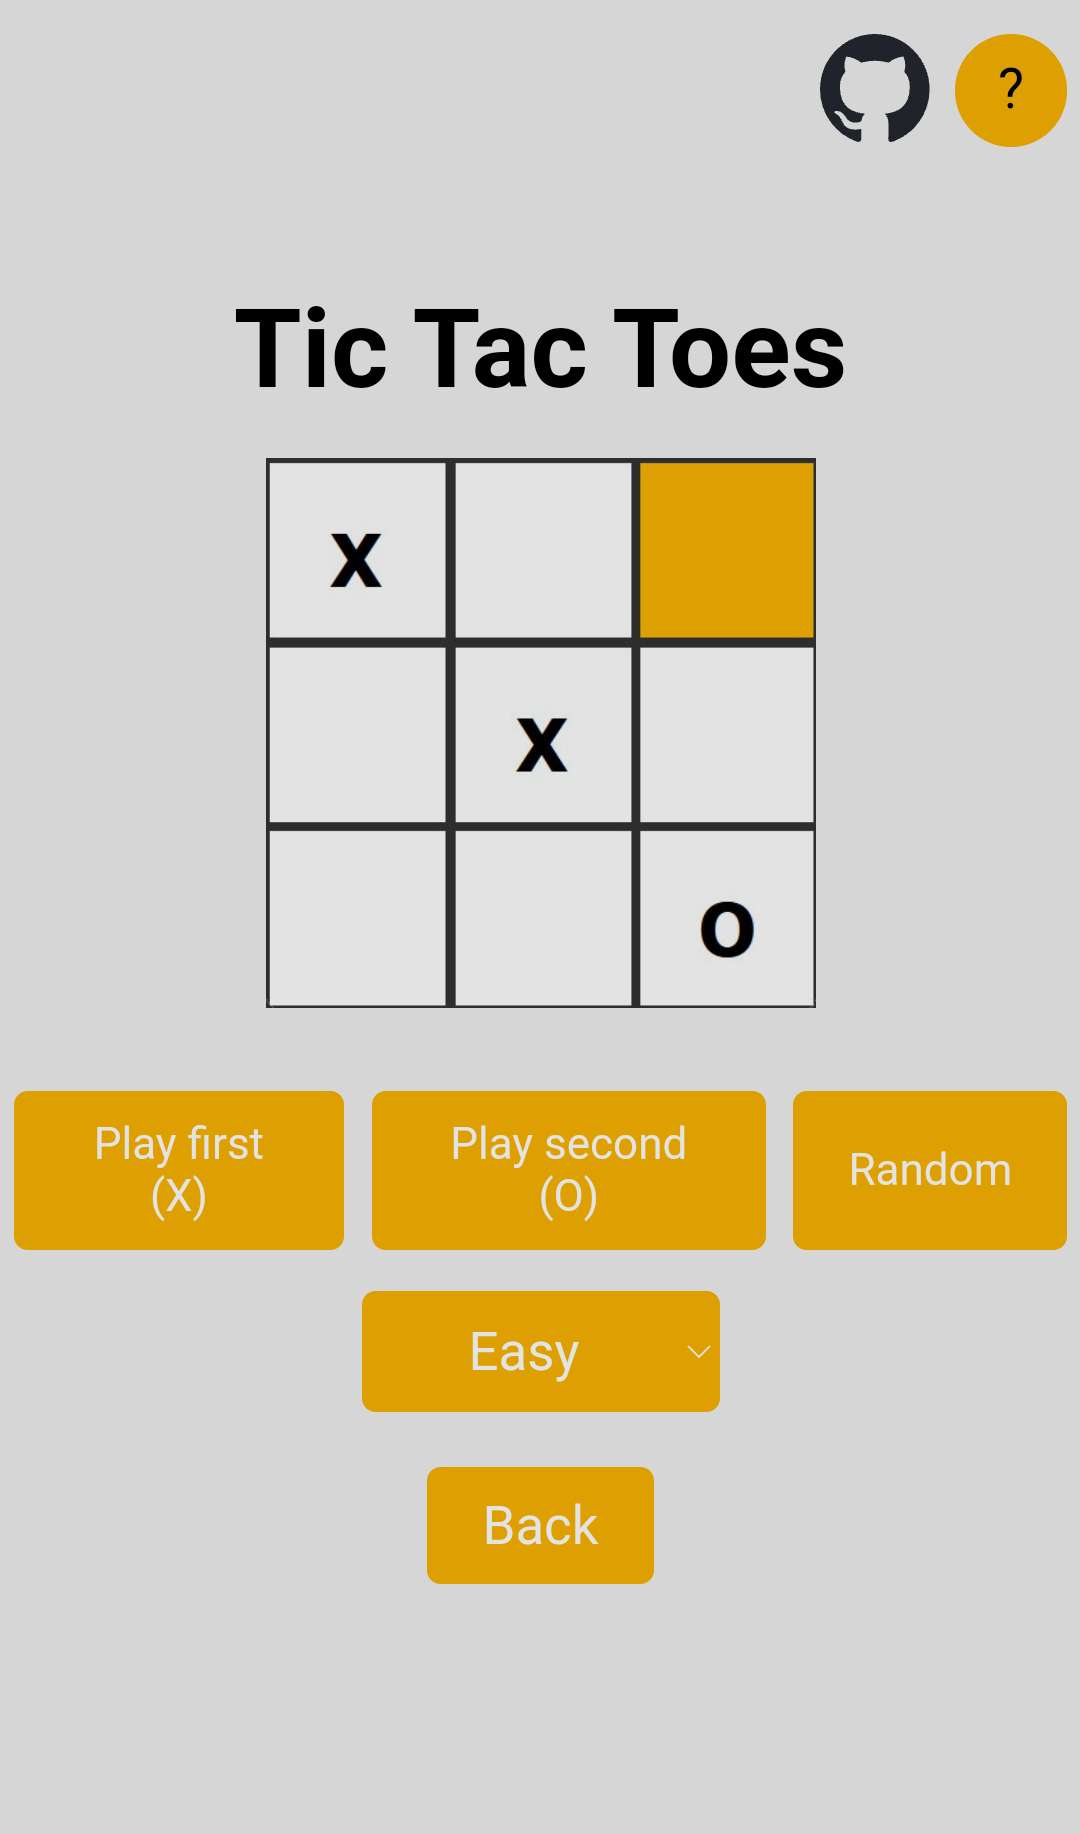 ?
Tic Tac Toes
X
X
O
Play first
(X)
Play second
(O)
Random
Easy
Back